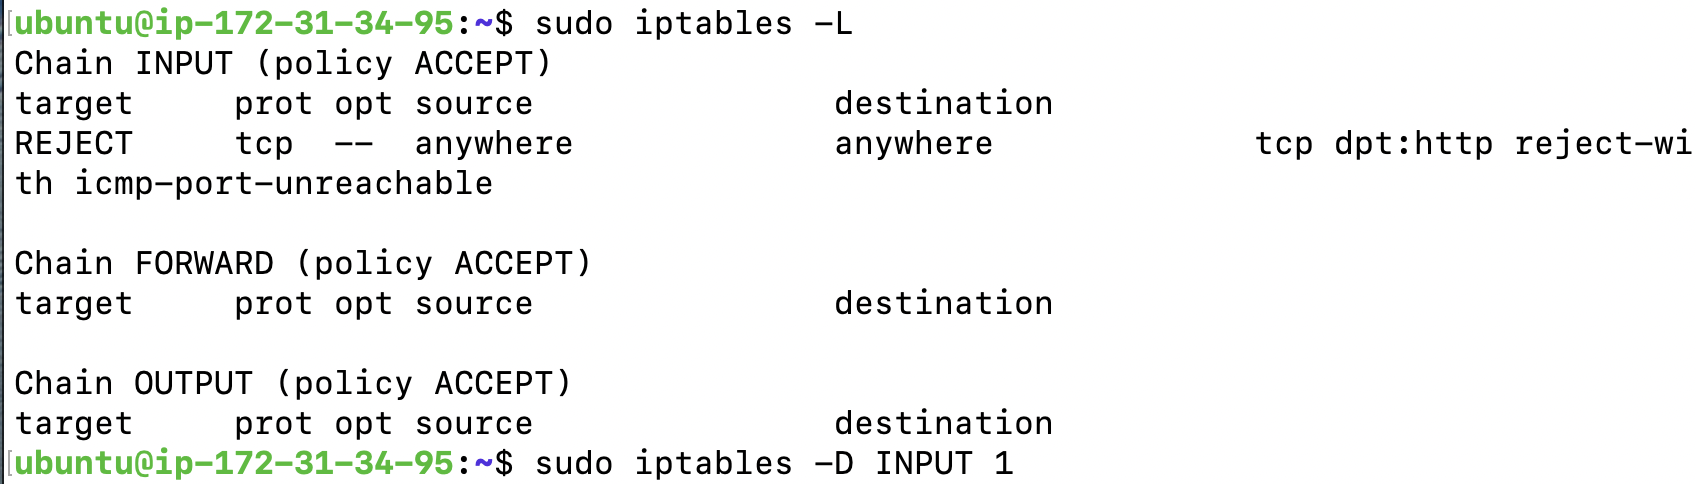 [ubuntu@ip-172-31-34-95:~$ sudo iptables -L
Chain INPUT (policy ACCEPT)
target     prot opt source               destination
REJECT     tcp  --  anywhere             anywhere             tcp dpt:http reject-wi
th icmp-port-unreachable

Chain FORWARD (policy ACCEPT)
target     prot opt source               destination

Chain OUTPUT (policy ACCEPT)
target     prot opt source               destination
[ubuntu@ip-172-31-34-95:~$ sudo iptables -D INPUT 1